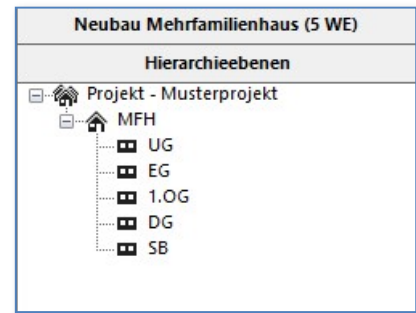 Neubau Mehrfamilienhaus (5 WE)
Hierarchieebenen
Projekt - Musterprojekt
MFH
UG
EG
1.OG
DG
SB